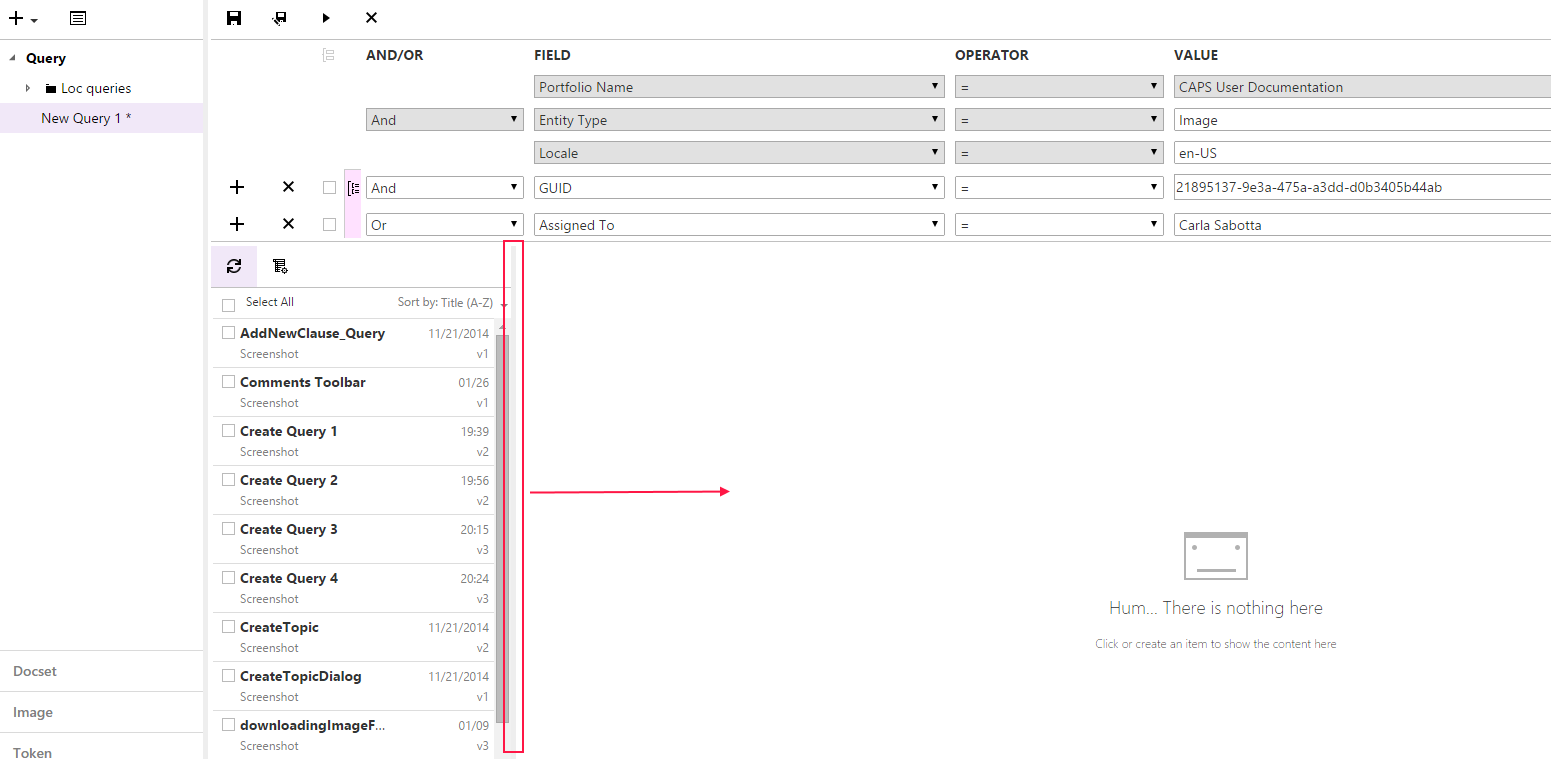 AND/OR FIELD OPERATOR VALUE
Query
Loc queries
New Query 1 *
Portfolio Name = CAPS User Documentation
And Entity Type = Image
Locale = en-US
And GUID = 21895137-9e3a-475a-a3dd-d0b3405b44ab
Or Assigned To = Carla Sabotta
Select All Sort by: Title (A-Z)
AddNewClause_Query 11/21/2014
Screenshot v1
Comments Toolbar 01/26
Screenshot v1
Create Query 1 19:39
Screenshot v2
Create Query 2 19:56
Screenshot v2
Create Query 3 20:15
Screenshot v3
Create Query 4 20:24
Screenshot v3
CreateTopic 11/21/2014
Screenshot v2
CreateTopicDialog 11/21/2014
Screenshot v1
downloadingImageF... 01/09
Screenshot v3
Hum... There is nothing here
Click or create an item to show the content here
Docset
Image
Token